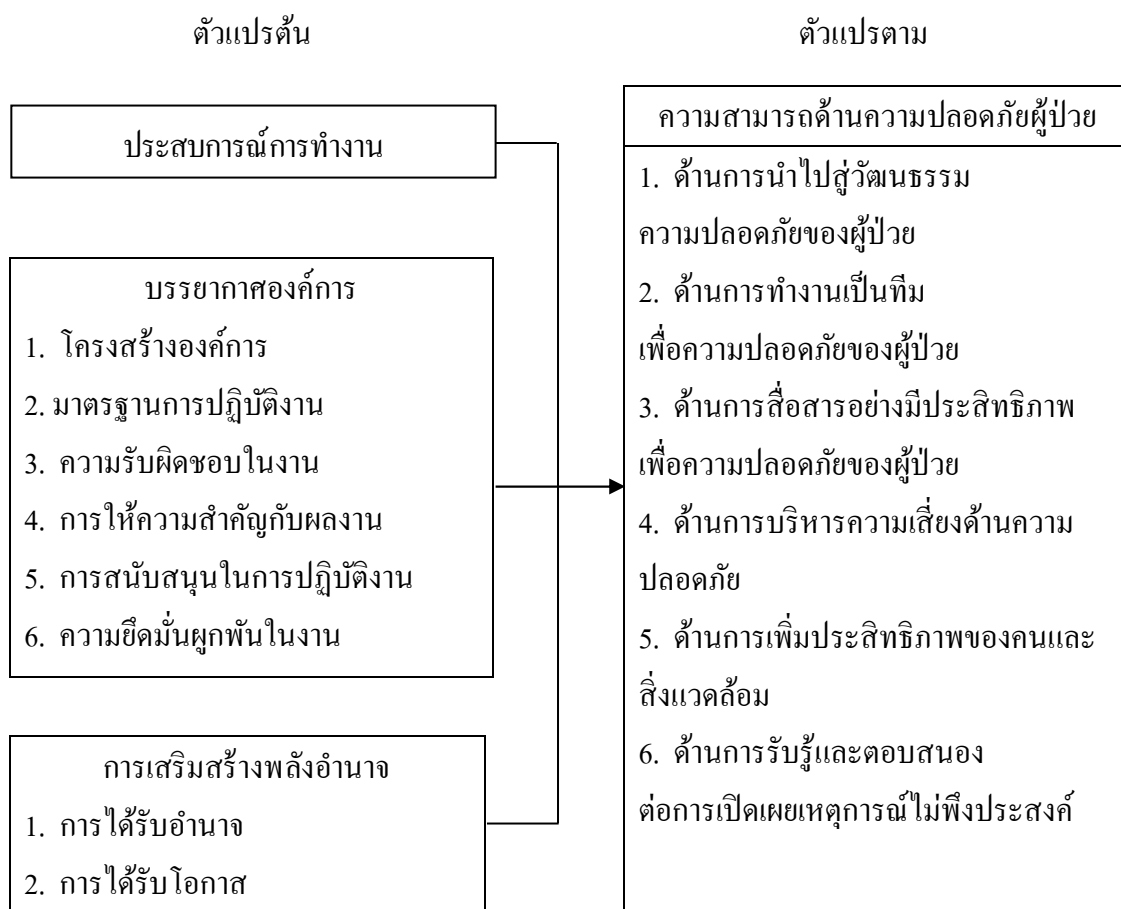 ตัวแปรต้น
ตัวแปรตาม
ประสบการณ์การทำงาน
บรรยากาศองค์การ
1. โครงสร้างองค์การ
2. มาตรฐานการปฏิบัติงาน
3. ความรับผิดชอบในงาน
4. การให้ความสำคัญกับผลงาน
5. การสนับสนุนในการปฏิบัติงาน
6. ความยึดมั่นผูกพันในงาน
การเสริมสร้างพลังอำนาจ
1. การได้รับอำนาจ
2. การได้รับโอกาส
ความสามารถด้านความปลอดภัยผู้ป่วย
1. ด้านการนำไปสู่วัฒนธรรม
ความปลอดภัยของผู้ป่วย
2. ด้านการทำงานเป็นทีม
เพื่อความปลอดภัยของผู้ป่วย
3. ด้านการสื่อสารอย่างมีประสิทธิภาพ
เพื่อความปลอดภัยของผู้ป่วย
4. ด้านการบริหารความเสี่ยงด้านความ
ปลอดภัย
5. ด้านการเพิ่มประสิทธิภาพของคนและ
สิ่งแวดล้อม
6. ด้านการรับรู้และตอบสนอง
ต่อการเปิดเผยเหตุการณ์ไม่พึงประสงค์